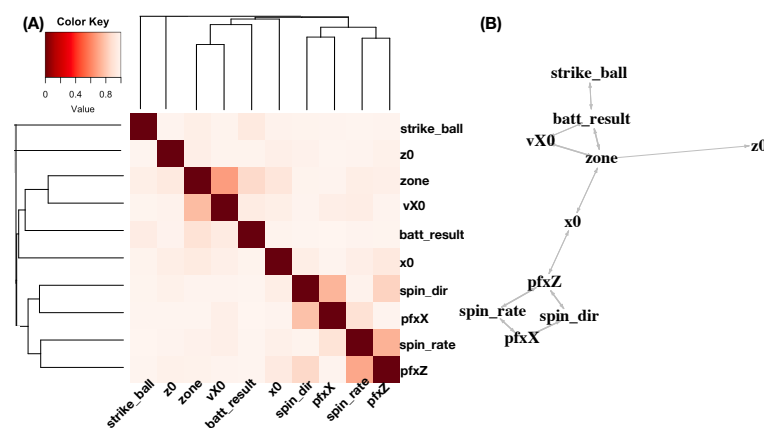 (A)
Color Key
0 0.4 0.8
Value
strike_ball
z0
zone
vX0
batt_result
x0
spin_dir
pfxX
spin_rate
pfxZ
strike_ball z0 zone vX0 batt_result x0 spin_dir pfxX spin_rate pfxZ
(B)
strike_ball
batt_result
vX0
zone
z0
x0
pfxZ
spin_rate
spin_dir
pfxX